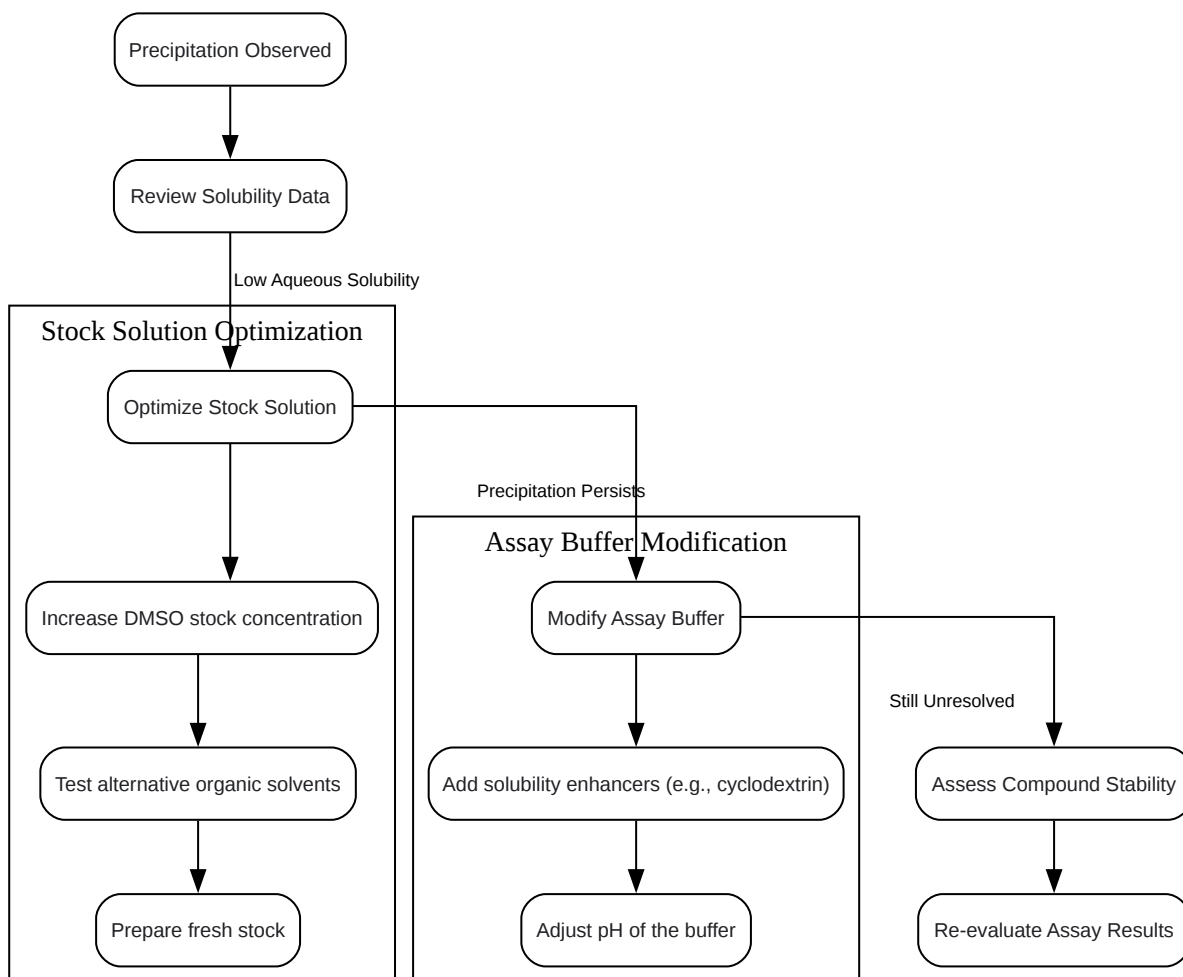 Precipitation Observed
Review Solubility Data
Low Aqueous Solubility
Stock Solution Optimization
Optimize Stock Solution
Precipitation Persists
Assay Buffer Modification
Increase DMSO stock concentration
Modify Assay Buffer
Still Unresolved
Test alternative organic solvents
Add solubility enhancers (e.g., cyclodextrin)
Assess Compound Stability
Prepare fresh stock
Adjust pH of the buffer
Re-evaluate Assay Results